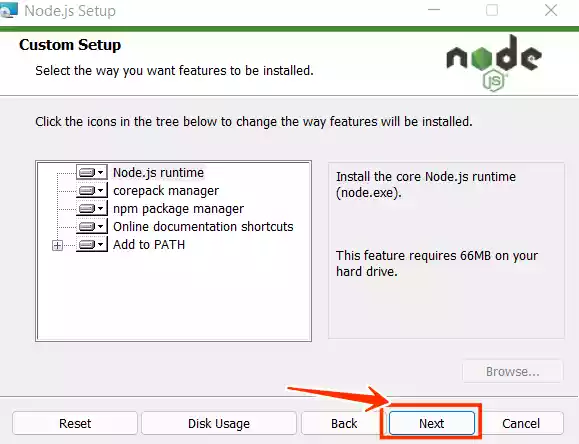 Node.js Setup
Custom Setup
Select the way you want features to be installed.
node
JS
Click the icons in the tree below to change the way features will be installed.
Node.js runtime
corepack manager
npm package manager
Online documentation shortcuts
Add to PATH
Install the core Node.js runtime
(node.exe).
This feature requires 66MB on your
hard drive.
Browse...
Reset
Disk Usage
Back
Next
Cancel